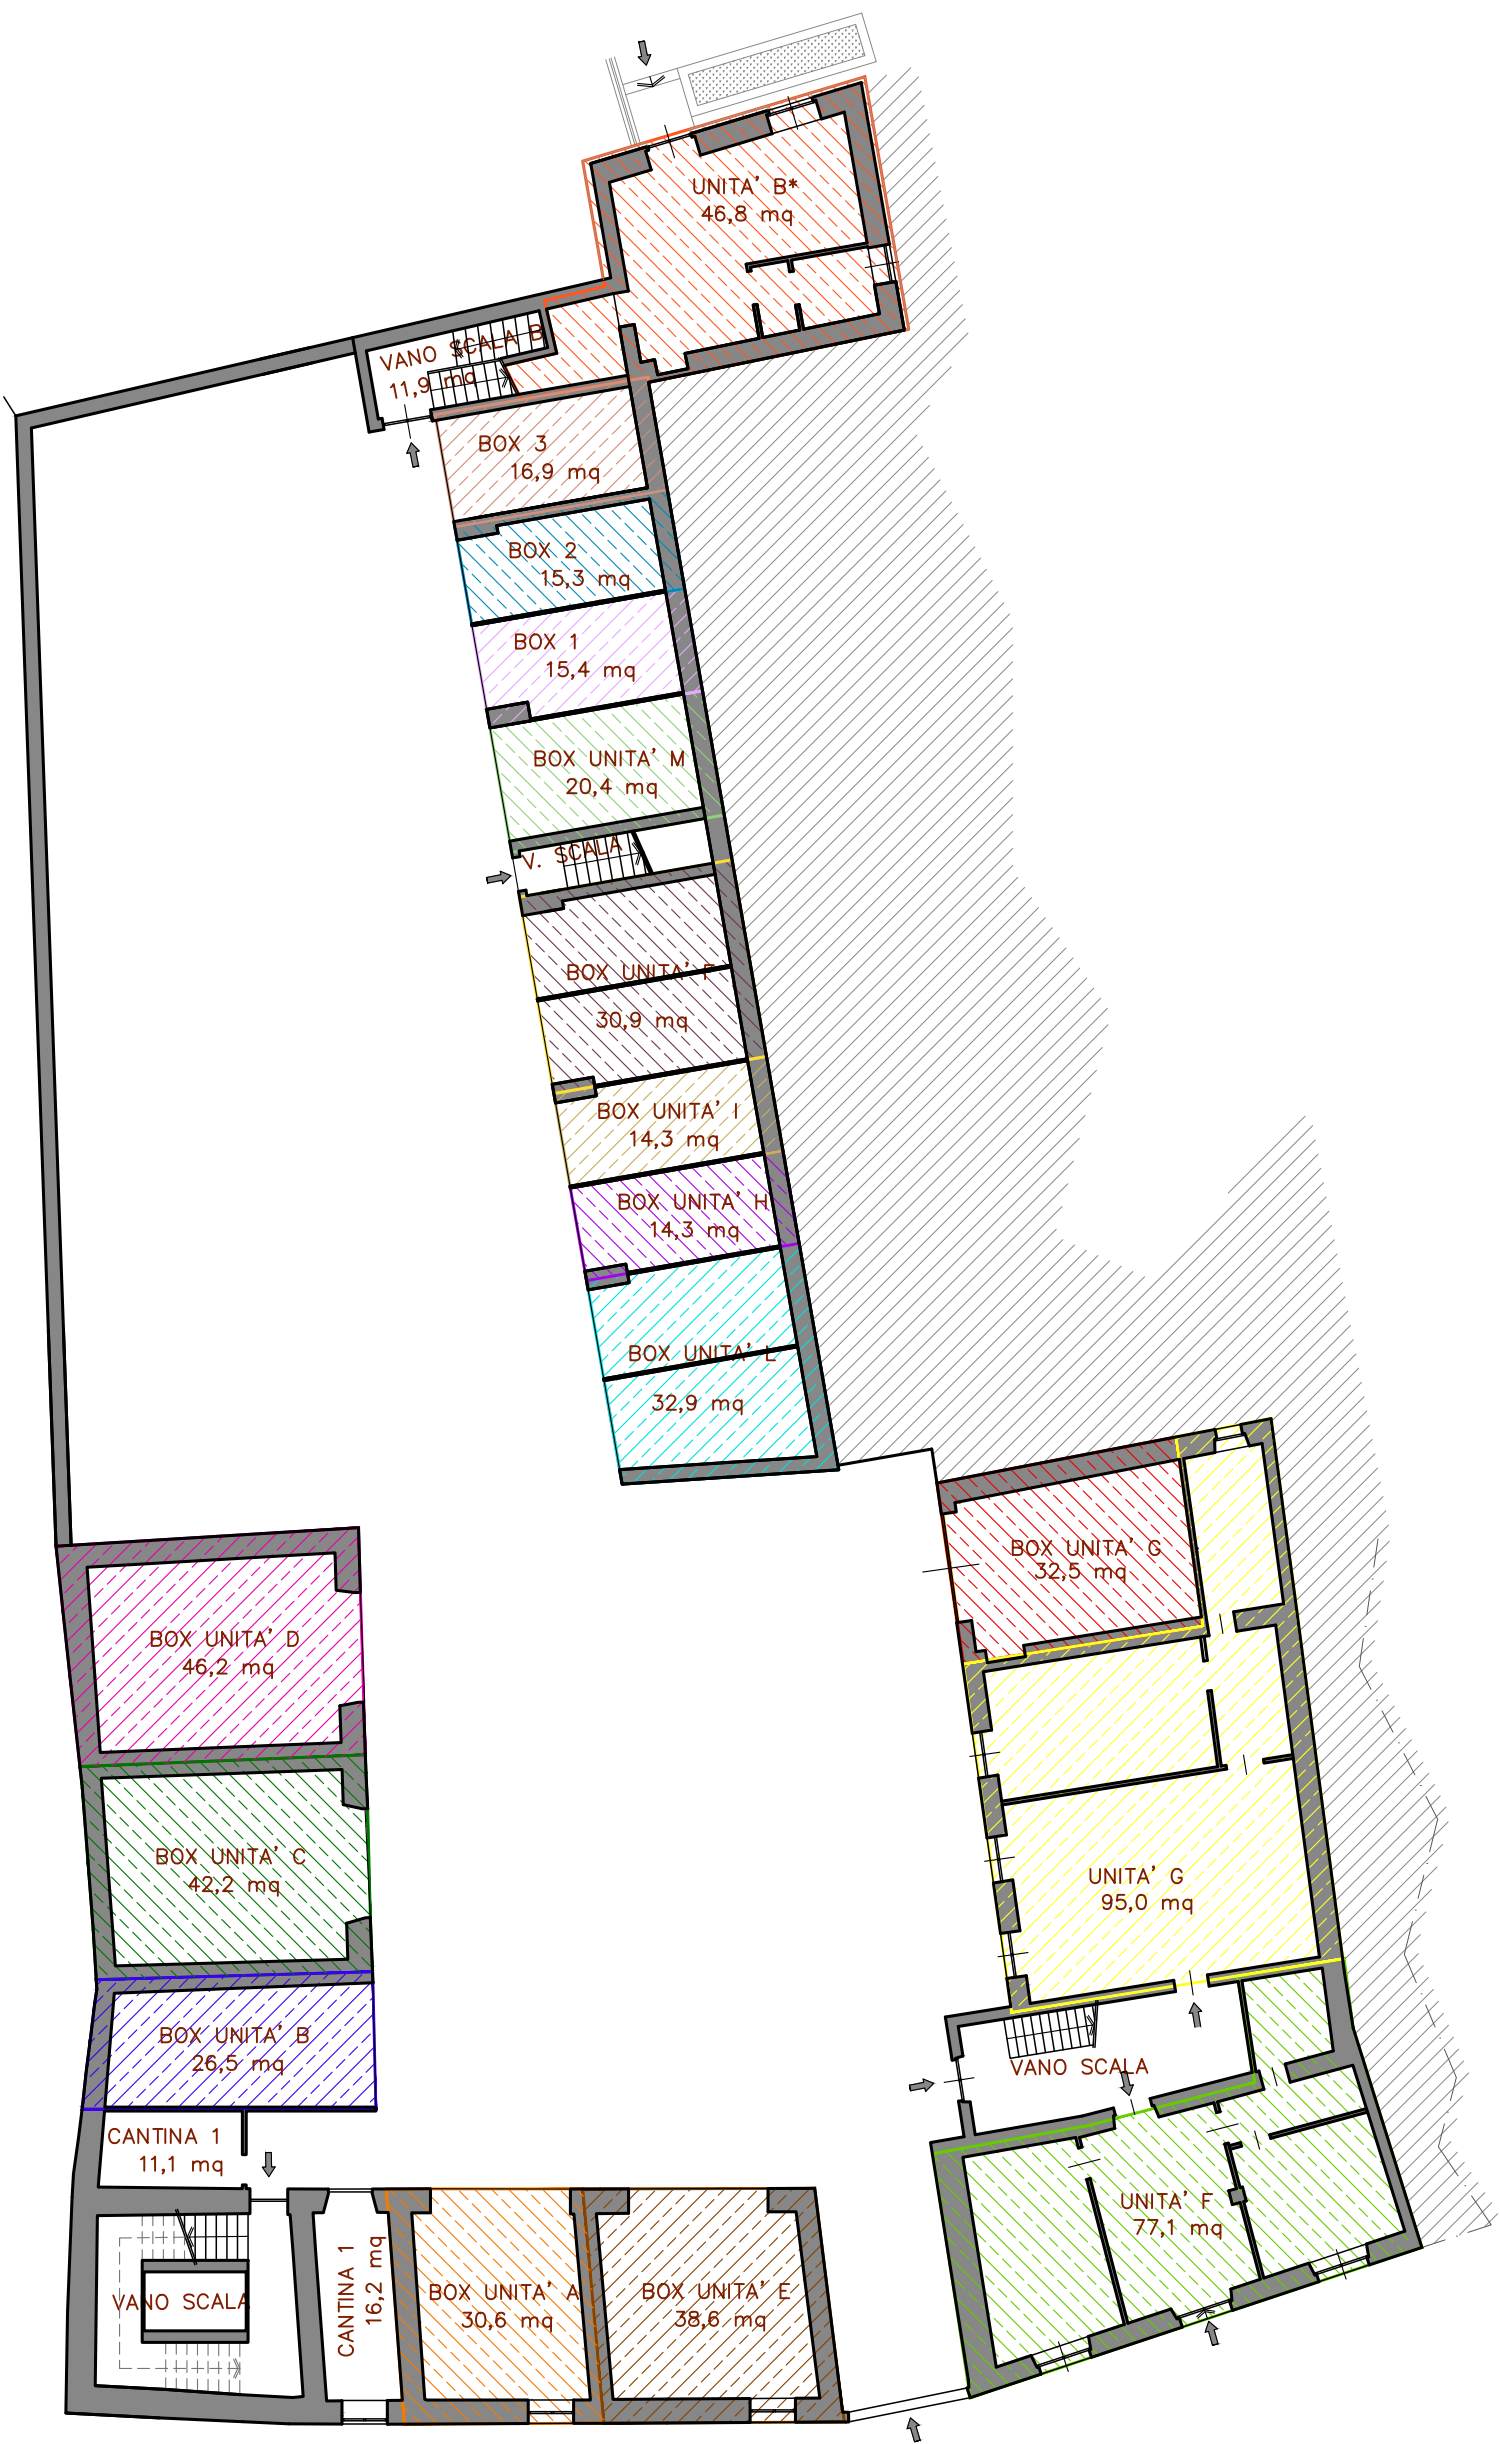 UNITA' B*
46,8 mq
VANO SCALA B
11,9 mq
BOX 3
16,9 mq
BOX 2
15,3 mq
BOX 1
15,4 mq
BOX UNITA' M
20,4 mq
V. SCALA
BOX UNITA' F
30,9 mq
BOX UNITA' I
14,3 mq
BOX UNITA' H
14,3 mq
BOX UNITA' L
32,9 mq
BOX UNITA' G
32,5 mq
BOX UNITA' D
46,2 mq
BOX UNITA' C
42,2 mq
UNITA' G
95,0 mq
BOX UNITA' B
26,5 mq
VANO SCALA
CANTINA 1
11,1 mq
UNITA' F
77,1 mq
VANO SCALA
CANTINA 1
16,2 mq
BOX UNITA' A
30,6 mq
BOX UNITA' E
38,6 mq